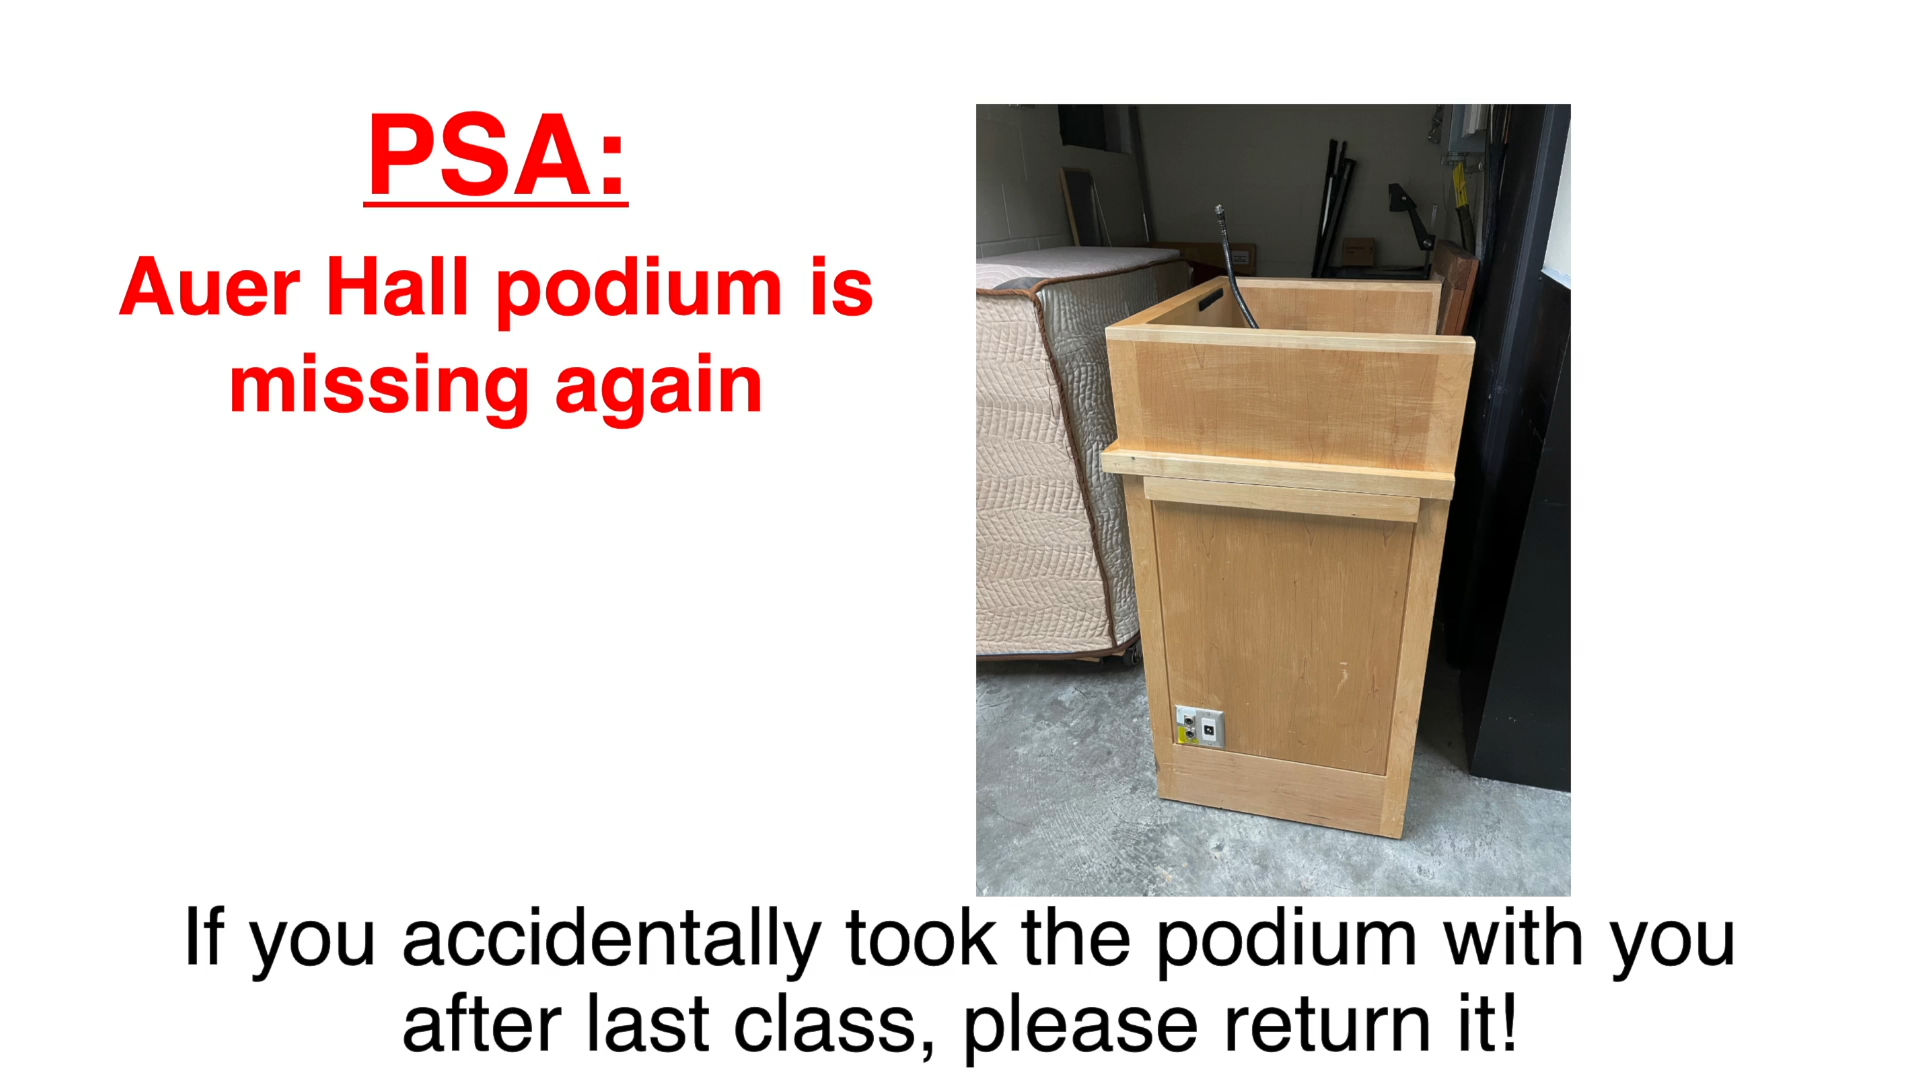 PSA:
Auer Hall podium is
missing again
If you accidentally took the podium with you
after last class, please return it!